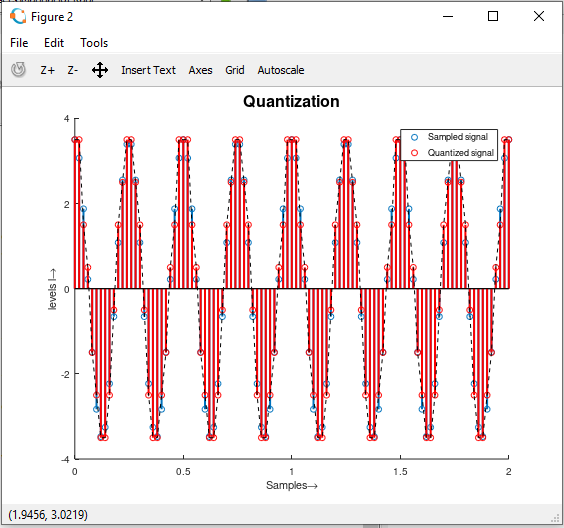 Figure 2
File Edit Tools
Z+ Z- Insert Text Axes Grid Autoscale
Quantization
Sampled signal
Quantized signal
4
2
0
-2
-4
levels l→
0 0.5 1 1.5 2
Samples→
(1.9456, 3.0219)